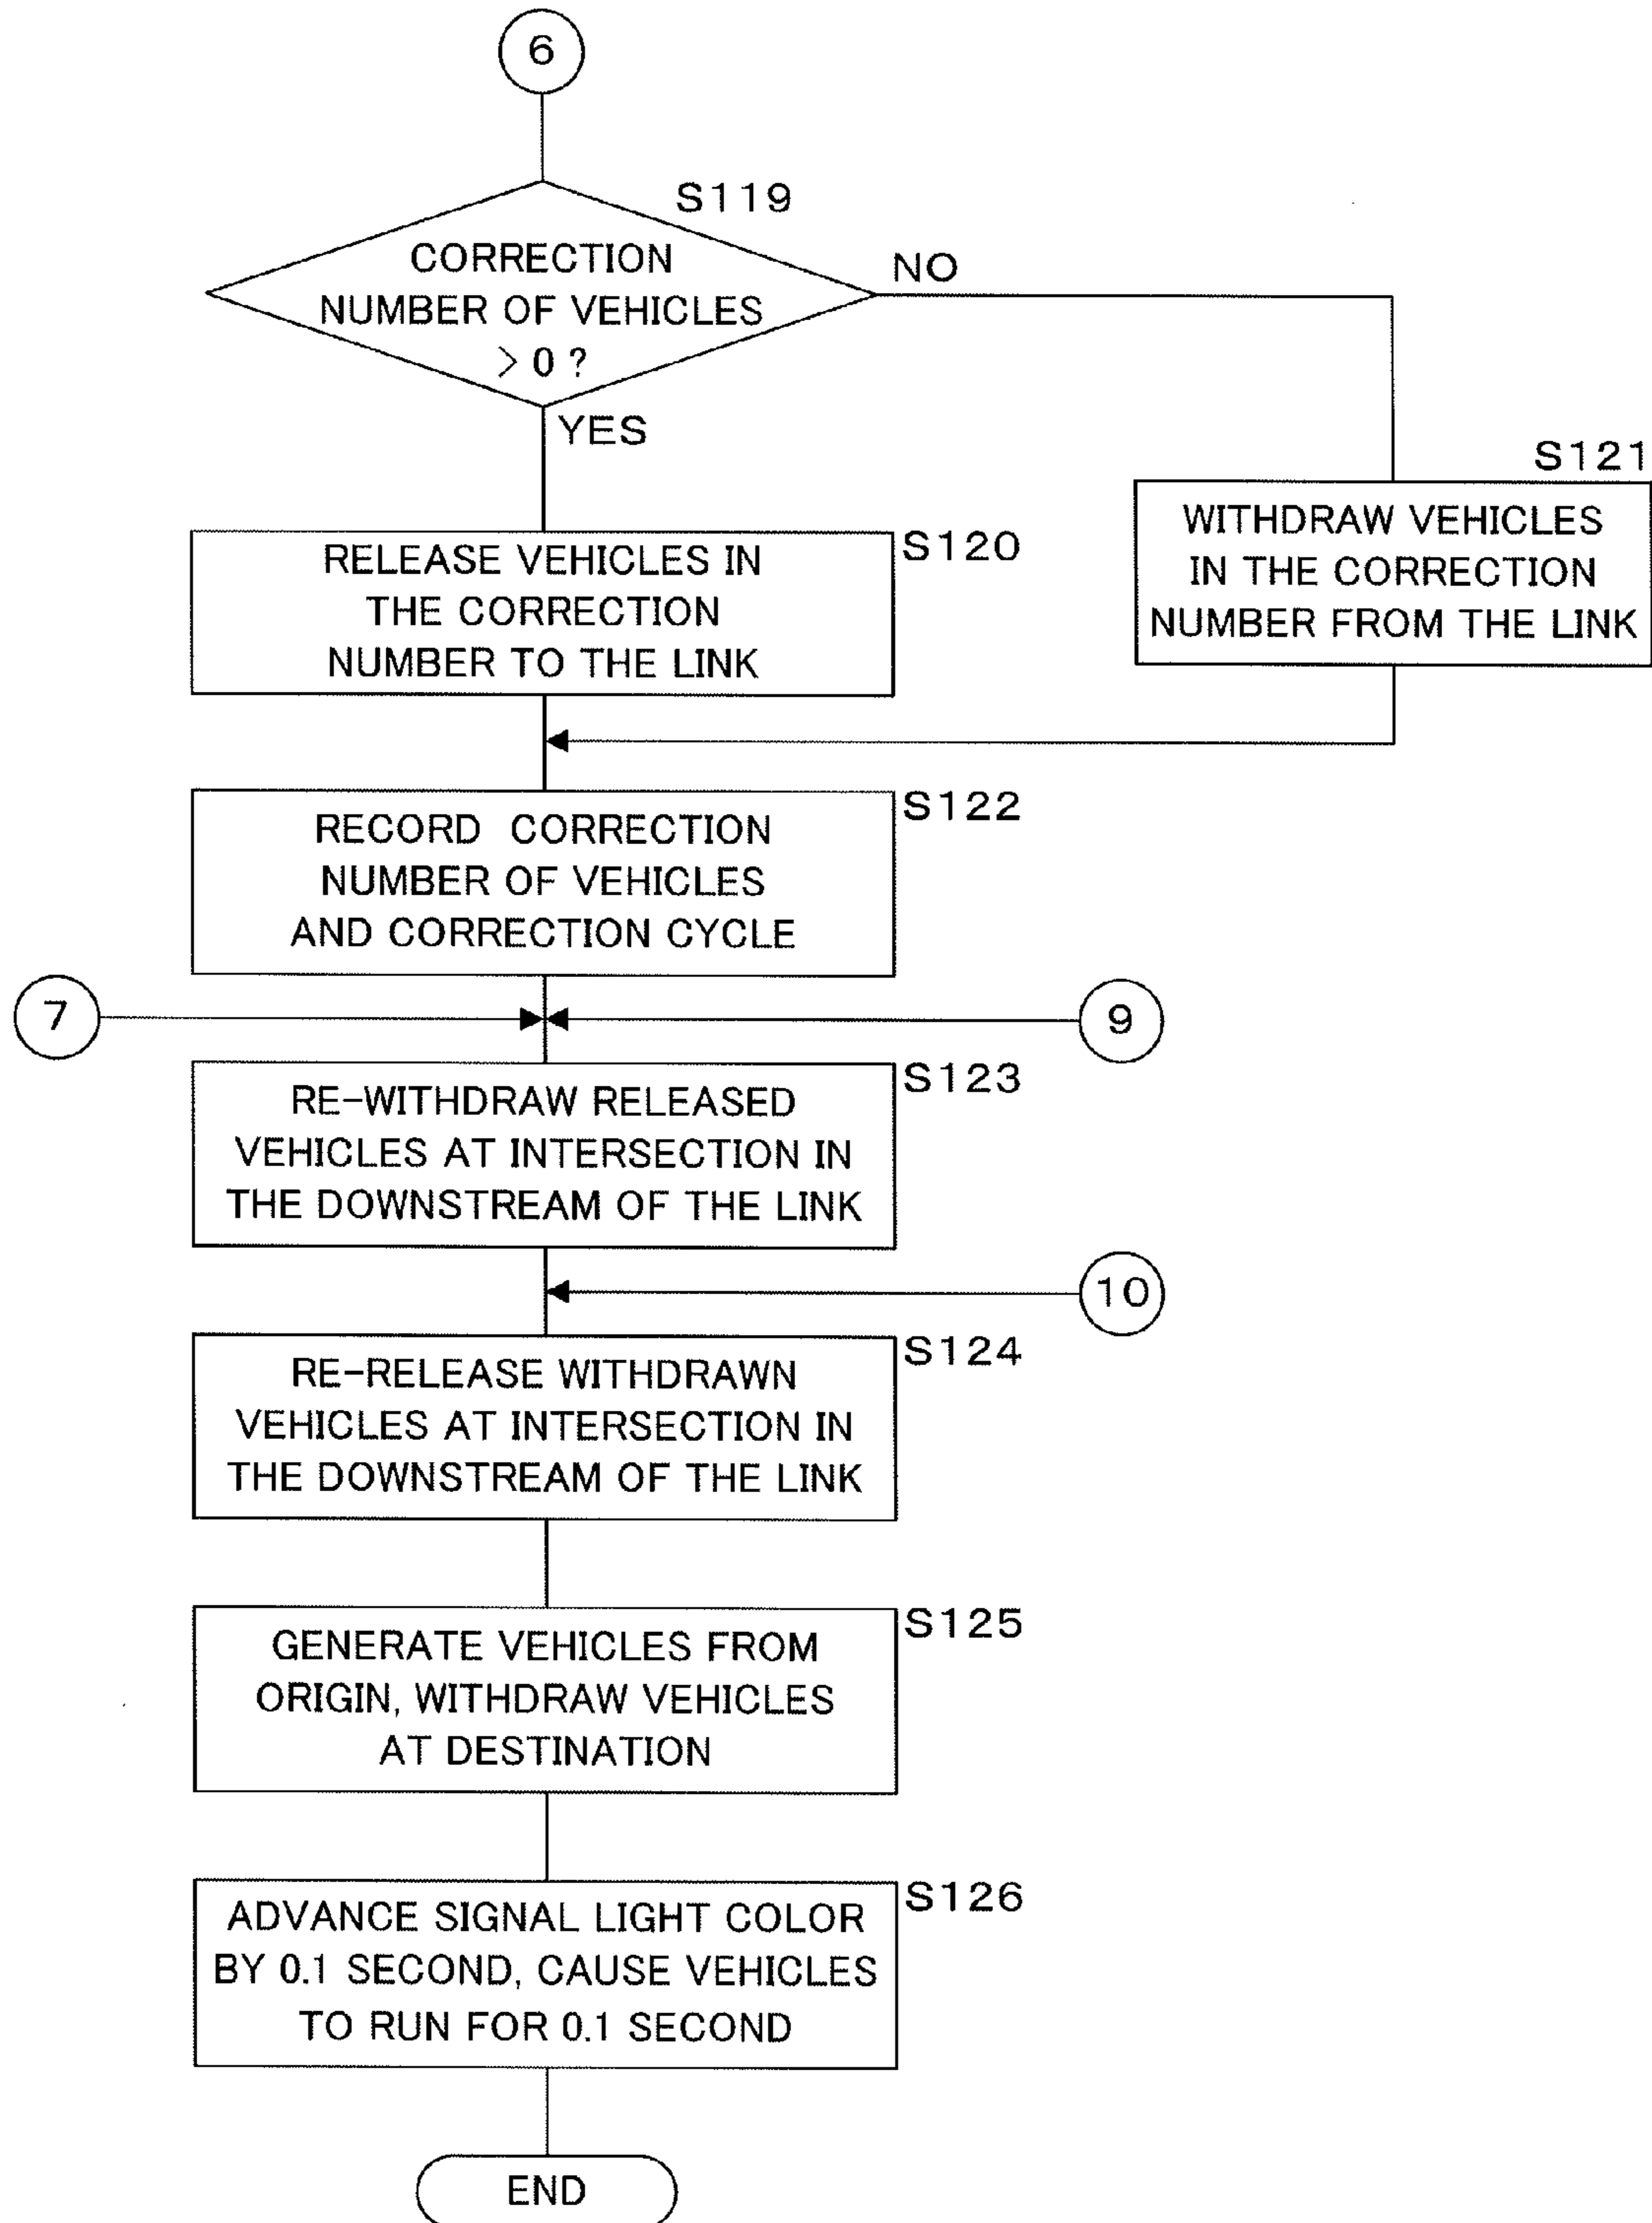 6
S119
CORRECTION
NUMBER OF VEHICLES
> 0 ?
NO
YES
S121
WITHDRAW VEHICLES
IN THE CORRECTION
NUMBER FROM THE LINK
S120
RELEASE VEHICLES IN
THE CORRECTION
NUMBER TO THE LINK
S122
RECORD CORRECTION
NUMBER OF VEHICLES
AND CORRECTION CYCLE
7
9
S123
RE-WITHDRAW RELEASED
VEHICLES AT INTERSECTION IN
THE DOWNSTREAM OF THE LINK
10
S124
RE-RELEASE WITHDRAWN
VEHICLES AT INTERSECTION IN
THE DOWNSTREAM OF THE LINK
S125
GENERATE VEHICLES FROM
ORIGIN, WITHDRAW VEHICLES
AT DESTINATION
S126
ADVANCE SIGNAL LIGHT COLOR
BY 0.1 SECOND, CAUSE VEHICLES
TO RUN FOR 0.1 SECOND
END